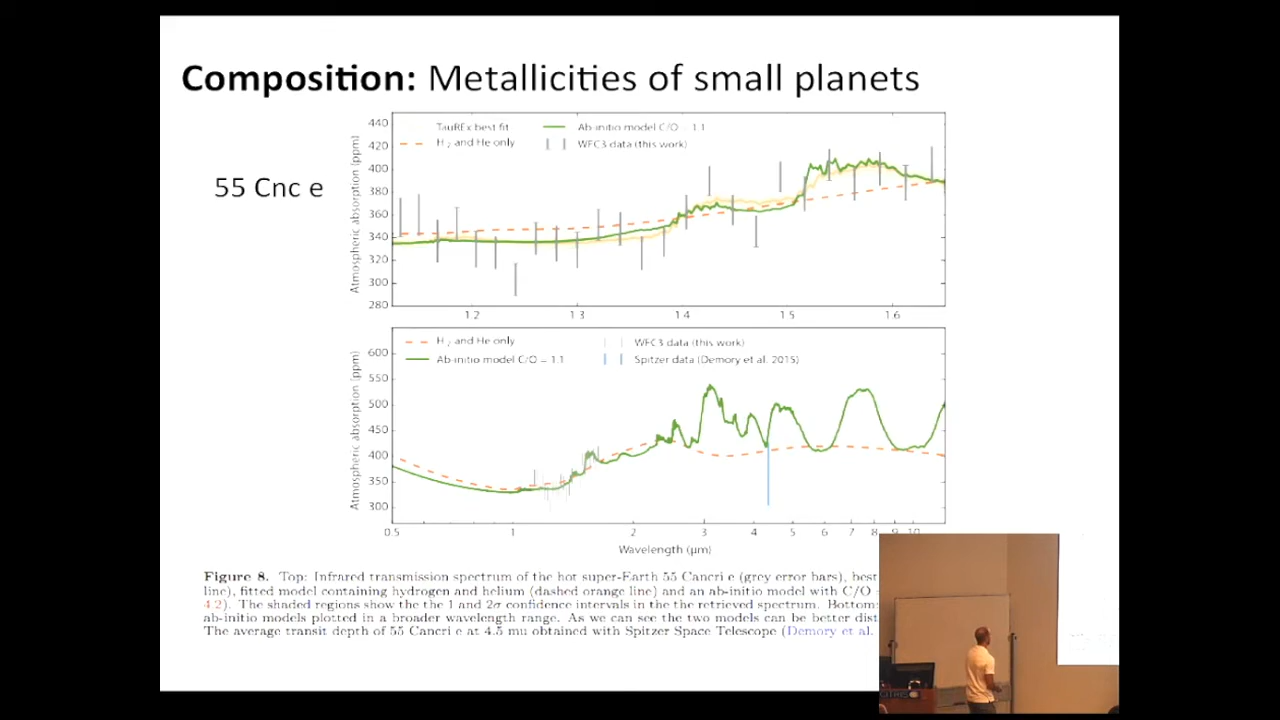 Composition: Metallicities of small planets
55 Cnc e
TauREx best fit
Ab-initio model C/O = 1.1
H2 and He only
WFC3 data (this work)
Atmospheric absorption (ppm)
440
420
400
380
360
340
320
300
280
1.2
1.3
1.4
1.5
1.6
H2 and He only
WFC3 data (this work)
Ab-initio model C/O = 1.1
Spitzer data (Demory et al. 2015)
Atmospheric absorption (ppm)
600
550
500
450
400
350
300
0.5
1
2
3
4
5
6
7
8
9
10
Wavelength (μm)
Figure 8. Top: Infrared transmission spectrum of the hot super-Earth 55 Cancri e (grey error bars), best
line), fitted model containing hydrogen and helium (dashed orange line) and an ab-initio model with C/O
4.2). The shaded regions show the the 1 and 2σ confidence intervals in the the retrieved spectrum. Bottom:
ab-initio models plotted in a broader wavelength range. As we can see the two models can be better dist
The average transit depth of 55 Cancri e at 4.5 mu obtained with Spitzer Space Telescope (Demory et al.